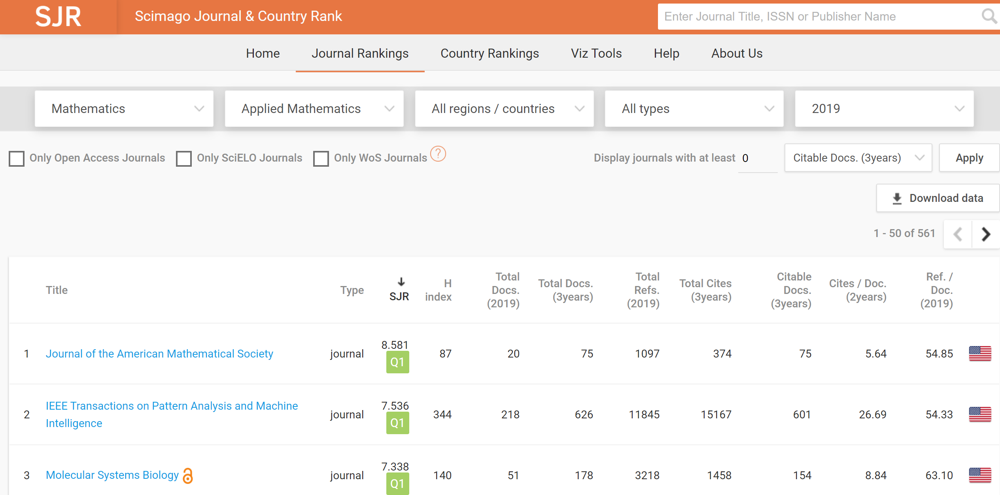 SJR
Scimago Journal & Country Rank
Enter Journal Title, ISSN or Publisher Name
Home Journal Rankings Country Rankings Viz Tools Help About Us
Mathematics Applied Mathematics All regions / countries All types 2019
Only Open Access Journals Only SciELO Journals Only WoS Journals ? Display journals with at least 0 Citable Docs. (3years) Apply
Download data
1 - 50 of 561
Title Type SJR H index Total Docs. (2019) Total Docs. (3years) Total Refs. (2019) Total Cites (3years) Citable Docs. (3years) Cites / Doc. (2years) Ref. / Doc. (2019)
1 Journal of the American Mathematical Society journal 8.581 Q1 87 20 75 1097 374 75 5.64 54.85
2 IEEE Transactions on Pattern Analysis and Machine Intelligence journal 7.536 Q1 344 218 626 11845 15167 601 26.69 54.33
3 Molecular Systems Biology journal 7.338 Q1 140 51 178 3218 1458 154 8.84 63.10